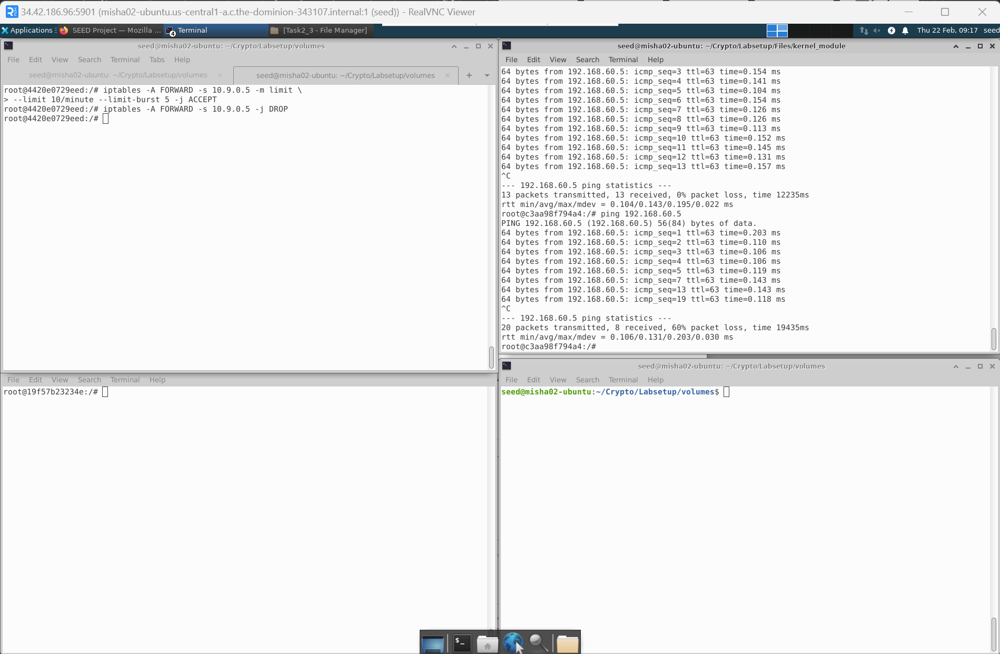 34.42.186.96:5901 (misha02-ubuntu.us-central1-a.c.the-dominion-343107.internal:1 (seed)) - RealVNC Viewer
Applications
SEED Project — Mozilla ...
4
Terminal
[Task2_3 - File Manager]
Thu 22 Feb, 09:17
seed
seed@misha02-ubuntu: ~/Crypto/Labsetup/volumes
File Edit View Search Terminal Tabs Help
seed@misha02-ubuntu: ~/Crypto/Labsetup/volumes
seed@misha02-ubuntu: ~/Crypto/Labsetup/volumes
root@4420e0729eed:/# iptables -A FORWARD -s 10.9.0.5 -m limit \
> --limit 10/minute --limit-burst 5 -j ACCEPT
root@4420e0729eed:/# iptables -A FORWARD -s 10.9.0.5 -j DROP
root@4420e0729eed:/#
seed@misha02-ubuntu: ~/Crypto/Labsetup/Files/kernel_module
File Edit View Search Terminal Help
64 bytes from 192.168.60.5: icmp_seq=3 ttl=63 time=0.154 ms
64 bytes from 192.168.60.5: icmp_seq=4 ttl=63 time=0.141 ms
64 bytes from 192.168.60.5: icmp_seq=5 ttl=63 time=0.104 ms
64 bytes from 192.168.60.5: icmp_seq=6 ttl=63 time=0.154 ms
64 bytes from 192.168.60.5: icmp_seq=7 ttl=63 time=0.126 ms
64 bytes from 192.168.60.5: icmp_seq=8 ttl=63 time=0.126 ms
64 bytes from 192.168.60.5: icmp_seq=9 ttl=63 time=0.113 ms
64 bytes from 192.168.60.5: icmp_seq=10 ttl=63 time=0.152 ms
64 bytes from 192.168.60.5: icmp_seq=11 ttl=63 time=0.145 ms
64 bytes from 192.168.60.5: icmp_seq=12 ttl=63 time=0.131 ms
64 bytes from 192.168.60.5: icmp_seq=13 ttl=63 time=0.157 ms
^C
--- 192.168.60.5 ping statistics ---
13 packets transmitted, 13 received, 0% packet loss, time 12235ms
rtt min/avg/max/mdev = 0.104/0.143/0.195/0.022 ms
root@c3aa98f794a4:/# ping 192.168.60.5
PING 192.168.60.5 (192.168.60.5) 56(84) bytes of data.
64 bytes from 192.168.60.5: icmp_seq=1 ttl=63 time=0.203 ms
64 bytes from 192.168.60.5: icmp_seq=2 ttl=63 time=0.110 ms
64 bytes from 192.168.60.5: icmp_seq=3 ttl=63 time=0.106 ms
64 bytes from 192.168.60.5: icmp_seq=4 ttl=63 time=0.106 ms
64 bytes from 192.168.60.5: icmp_seq=5 ttl=63 time=0.119 ms
64 bytes from 192.168.60.5: icmp_seq=7 ttl=63 time=0.143 ms
64 bytes from 192.168.60.5: icmp_seq=13 ttl=63 time=0.143 ms
64 bytes from 192.168.60.5: icmp_seq=19 ttl=63 time=0.118 ms
^C
--- 192.168.60.5 ping statistics ---
20 packets transmitted, 8 received, 60% packet loss, time 19435ms
rtt min/avg/max/mdev = 0.106/0.131/0.203/0.030 ms
root@c3aa98f794a4:/#
File Edit View Search Terminal Help
root@19f57b23234e:/#
seed@misha02-ubuntu: ~/Crypto/Labsetup/volumes
File Edit View Search Terminal Help
seed@misha02-ubuntu:~/Crypto/Labsetup/volumes$
$_